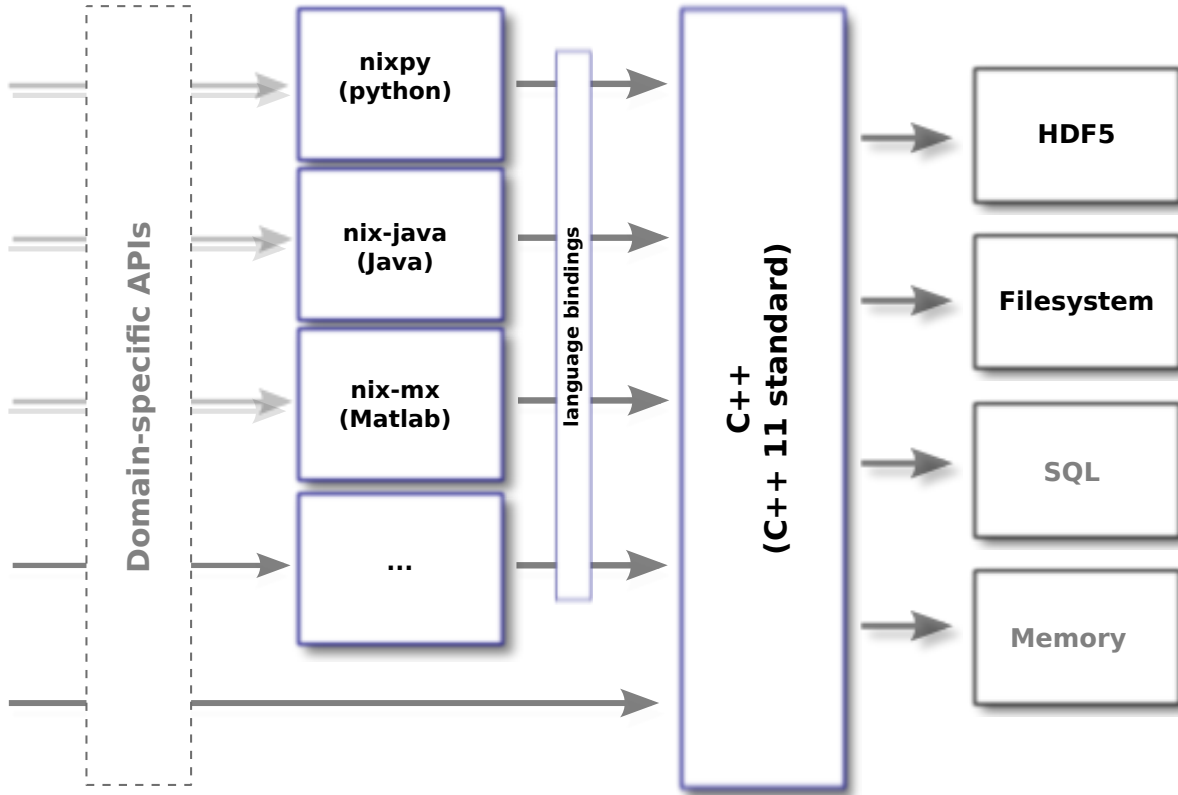 Domain-specific APIs
nixpy
(python)
nix-java
(Java)
nix-mx
(Matlab)
...
language bindings
C++
(C++ 11 standard)
HDF5
Filesystem
SQL
Memory